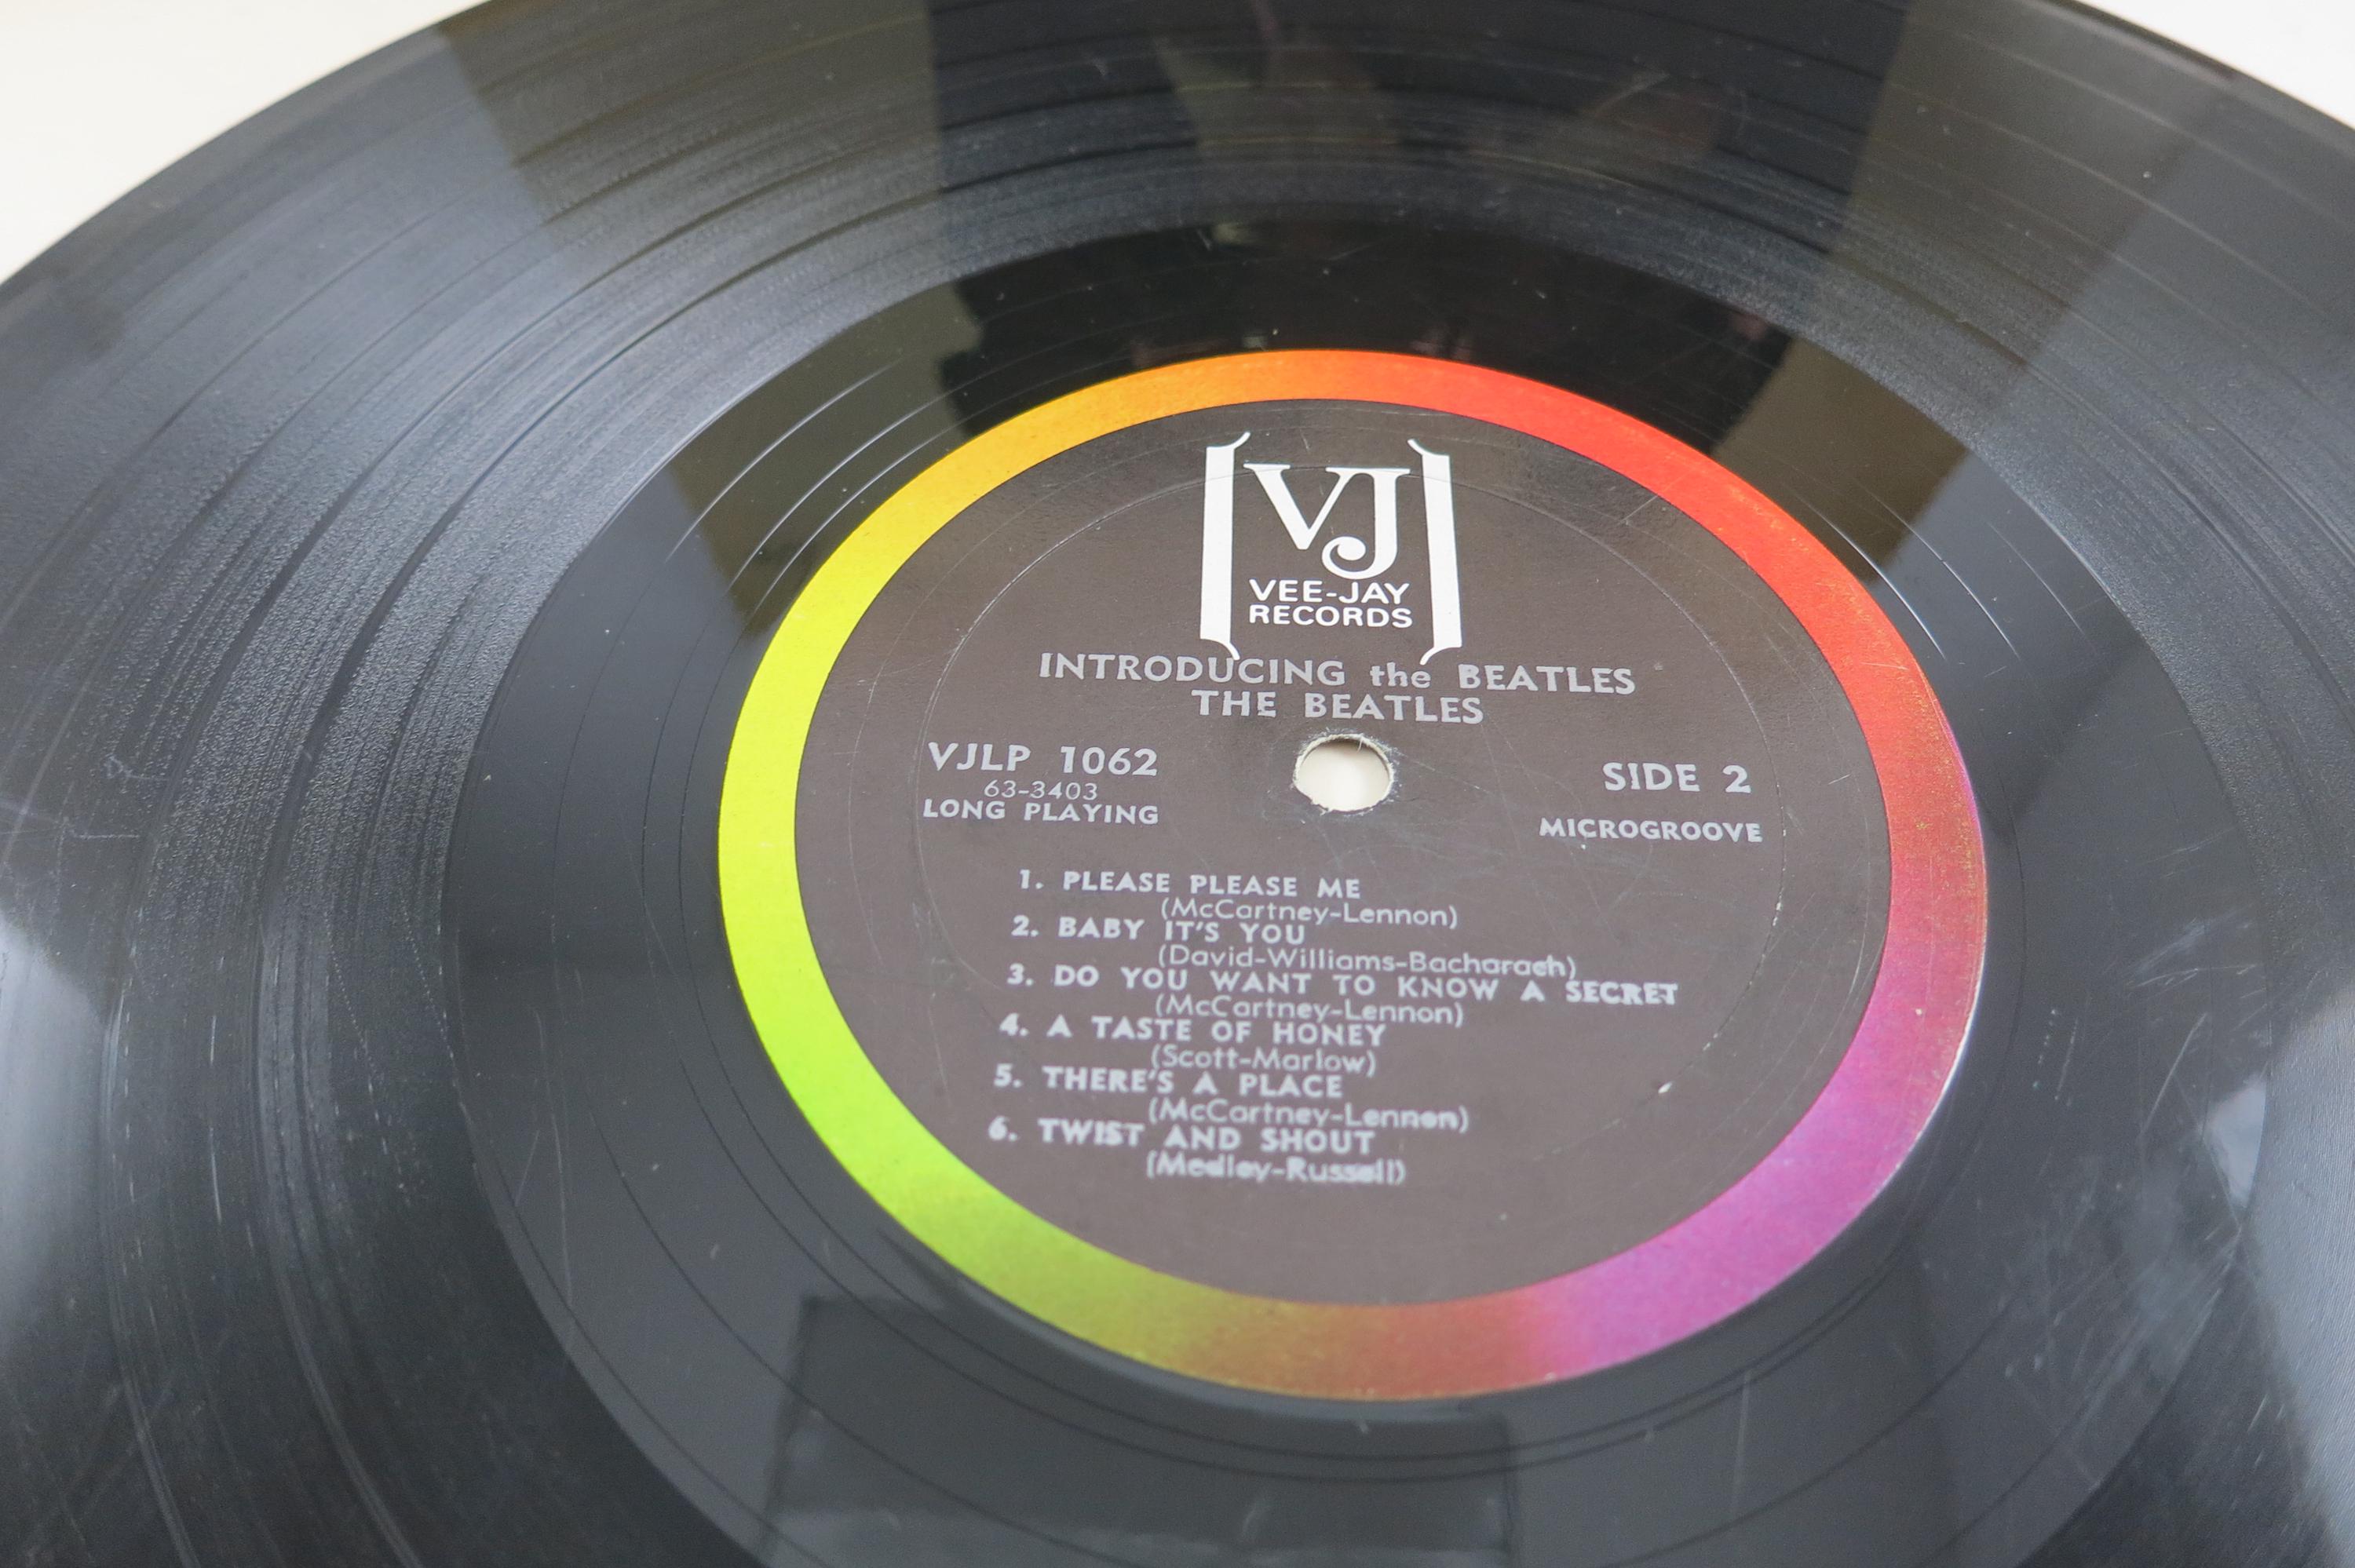 VJ
VEE-JAY
RECORDS
INTRODUCING the BEATLES
THE BEATLES
VJLP 1062
63-3403
LONG PLAYING
SIDE 2
MICROGROOVE
1. PLEASE PLEASE ME
(McCartney-Lennon)
2. BABY IT'S YOU
(David-Williams-Bacharach)
3. DO YOU WANT TO KNOW A SECRET
(McCartney-Lennon)
4. A TASTE OF HONEY
(Scott-Marlow)
5. THERE'S A PLACE
(McCartney-Lennon)
6. TWIST AND SHOUT
(Medley-Russell)